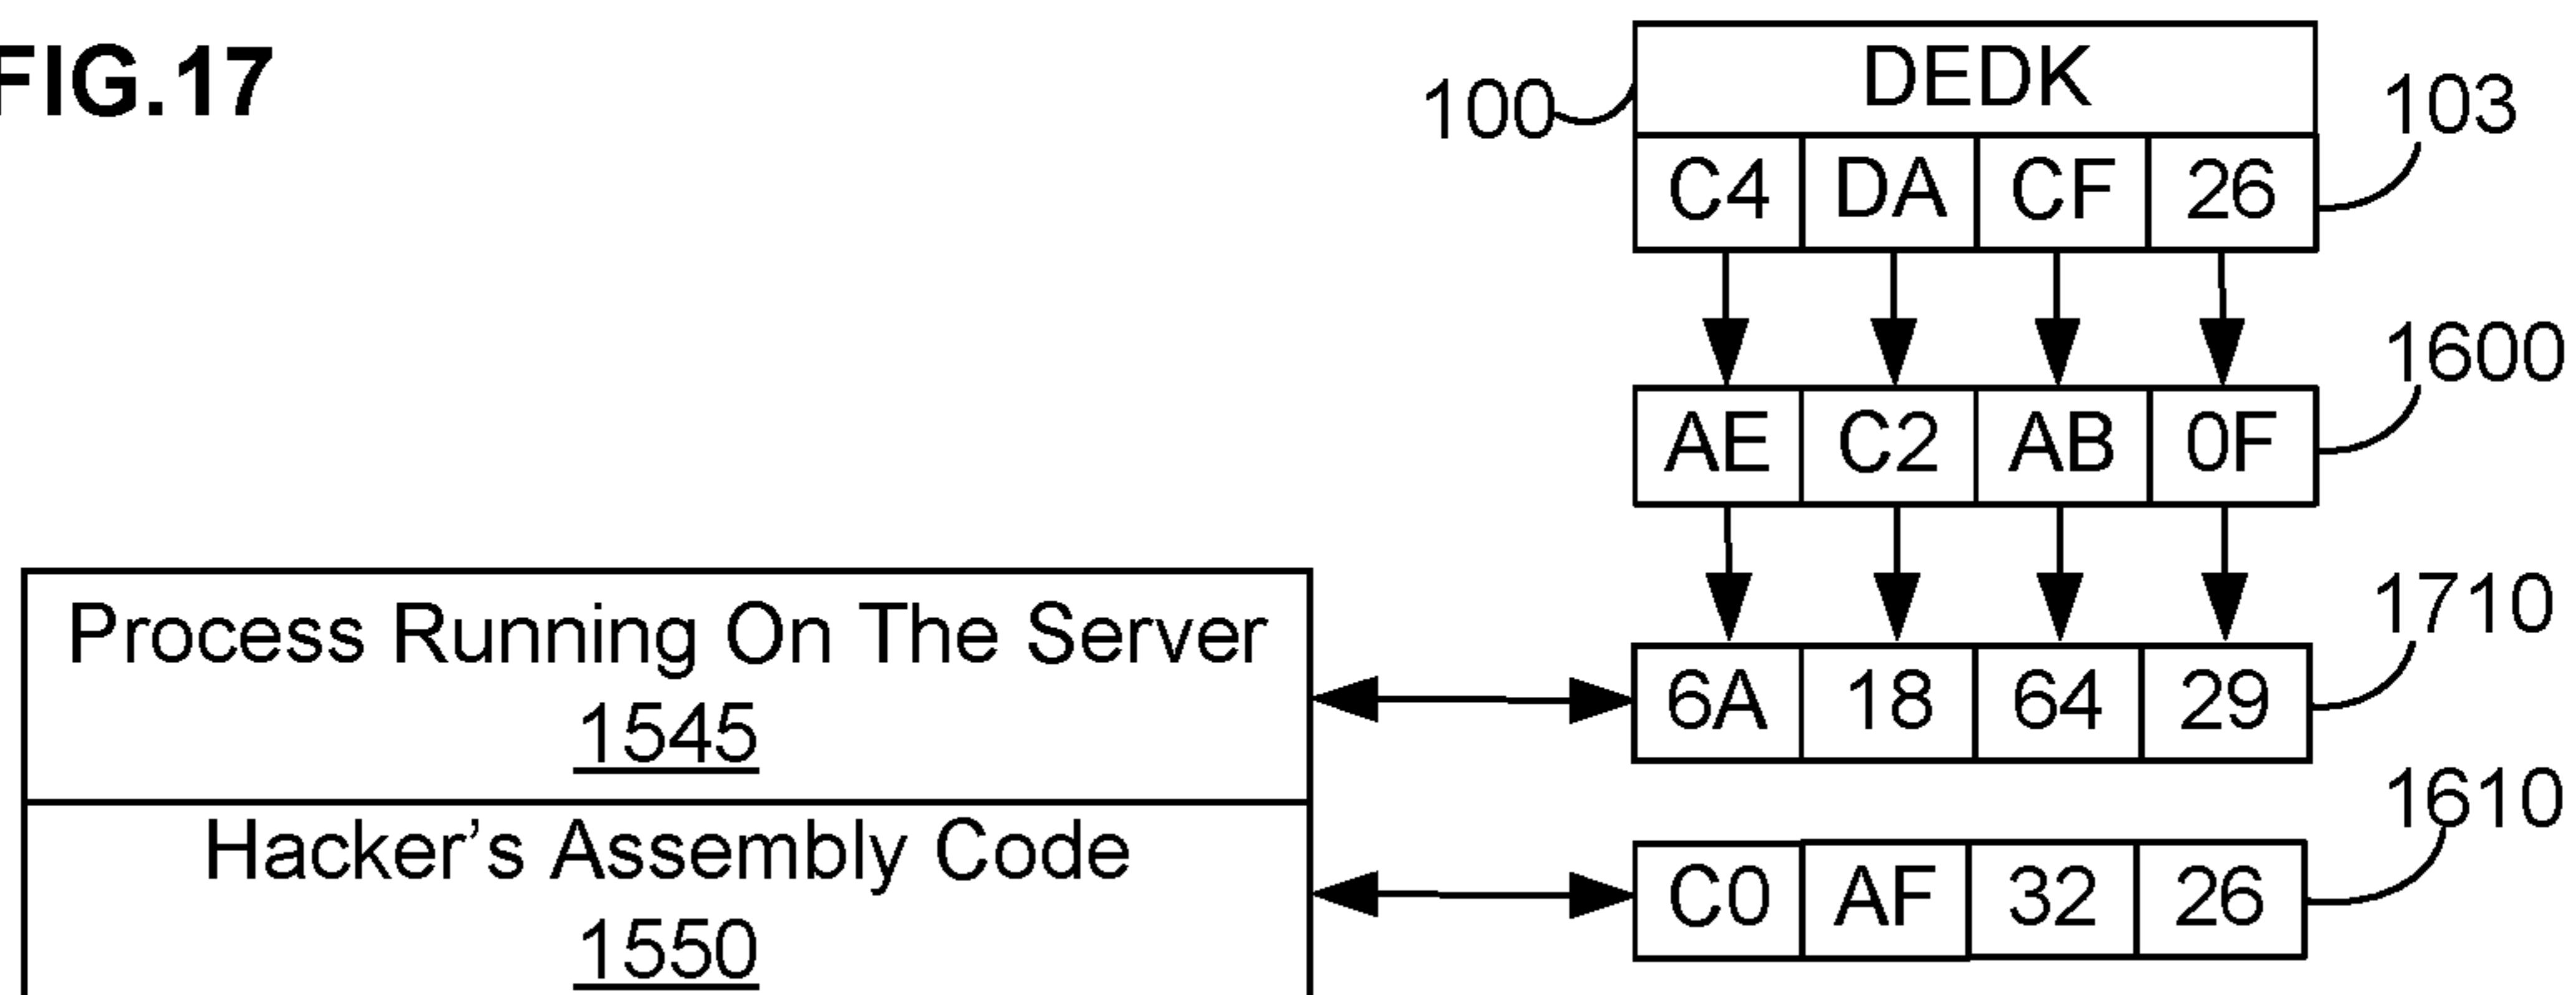 FIG.17
DEDK
100
103
C4 DA CF 26
1600
AE C2 AB 0F
1710
Process Running On The Server
1545
6A 18 64 29
1610
Hacker's Assembly Code
1550
C0 AF 32 26